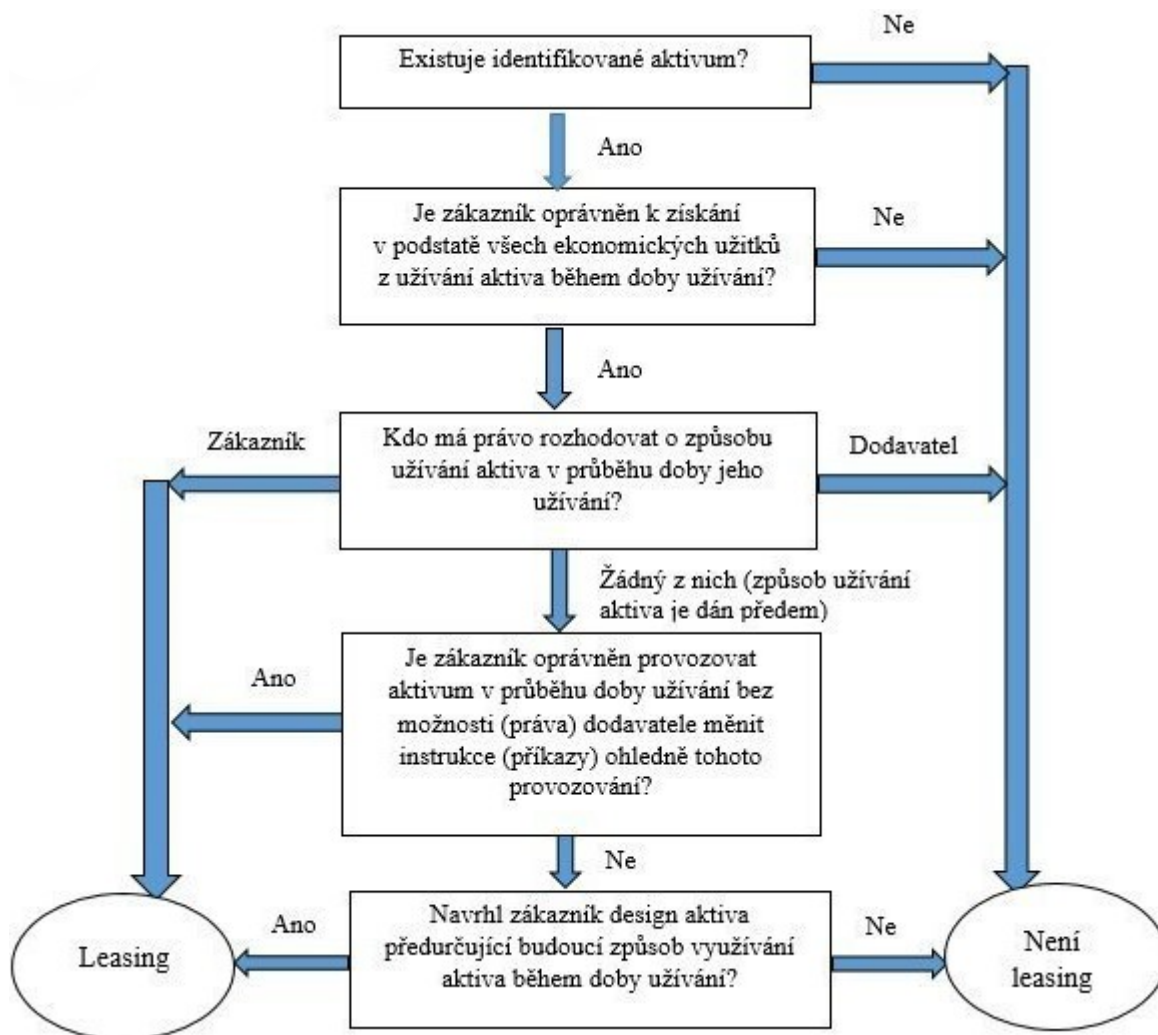 Ne
Existuje identifikované aktivum?
Ano
Je zákazník oprávněn k získání
v podstatě všech ekonomických užitků
z užívání aktiva během doby užívání?
Ne
Ano
Zákazník
Kdo má právo rozhodovat o způsobu
užívání aktiva v průběhu doby jeho
užívání?
Dodavatel
Žádný z nich (způsob užívání
aktiva je dán předem)
Ano
Je zákazník oprávněn provozovat
aktivum v průběhu doby užívání bez
možnosti (práva) dodavatele měnit
instrukce (příkazy) ohledně tohoto
provozování?
Ne
Leasing
Ano
Navrhl zákazník design aktiva
předurčující budoucí způsob využívání
aktiva během doby užívání?
Ne
Není
leasing